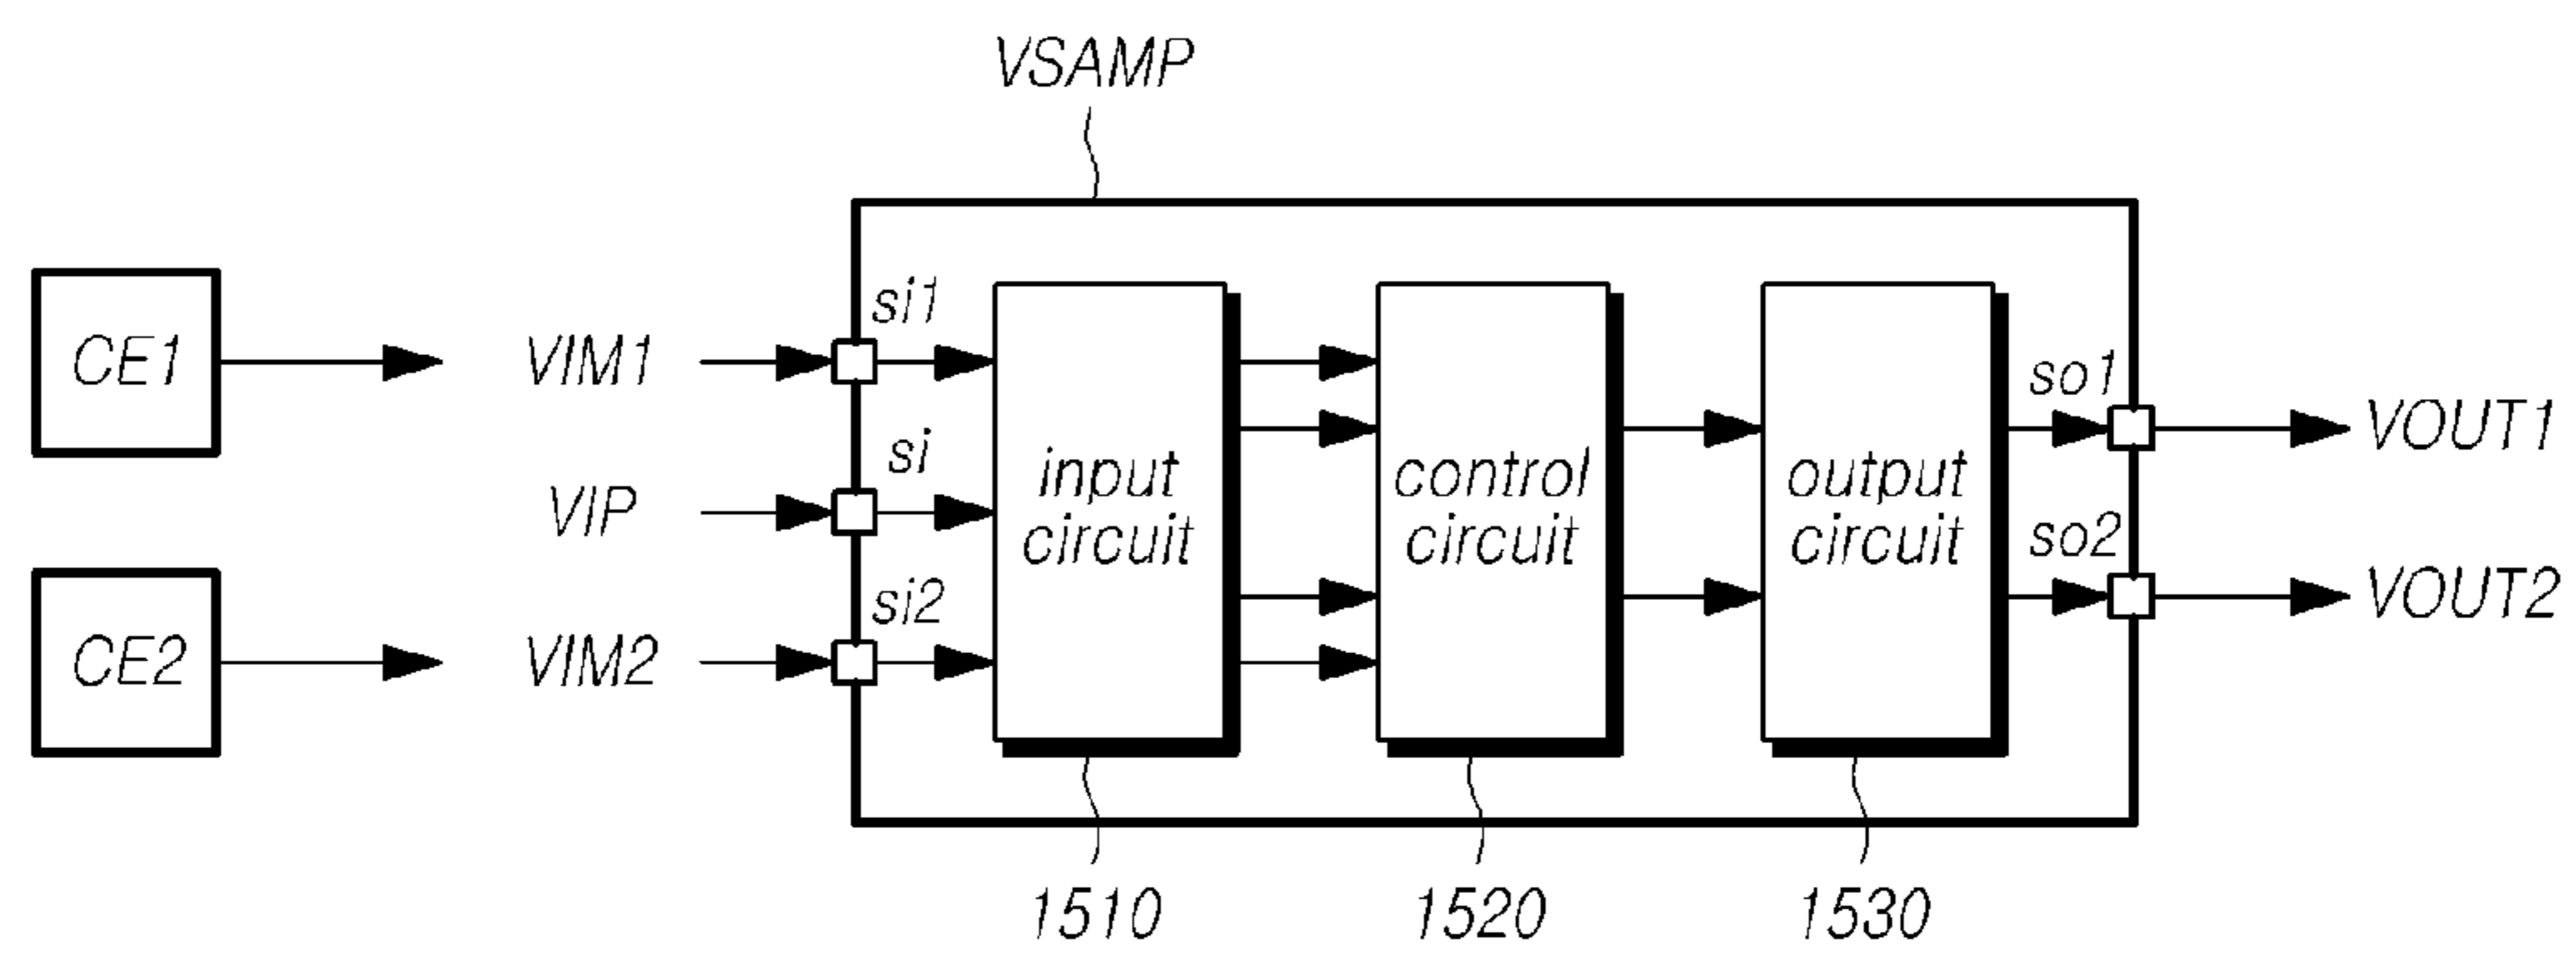 VSAMP
CE1
VIM1
si1
VIP
si
CE2
VIM2
si2
input
circuit
control
circuit
output
circuit
so1
VOUT1
so2
VOUT2
1510
1520
1530